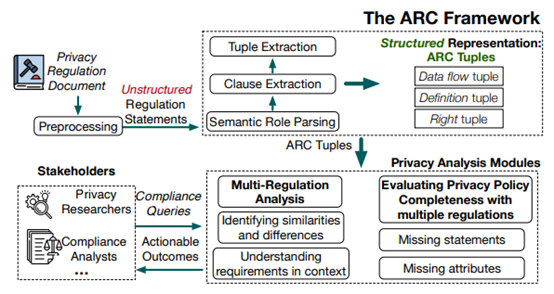 The ARC Framework
Privacy
Regulation
Document
Preprocessing
Unstructured
Regulation
Statements
Tuple Extraction
Clause Extraction
Semantic Role Parsing
Structured Representation:
ARC Tuples
Data flow tuple
Definition tuple
Right tuple
ARC Tuples
Stakeholders
Privacy
Researchers
Compliance
Analysts
...
Compliance
Queries
Actionable
Outcomes
Privacy Analysis Modules
Multi-Regulation
Analysis
Identifying similarities
and differences
Understanding
requirements in context
Evaluating Privacy Policy
Completeness with
multiple regulations
Missing statements
Missing attributes